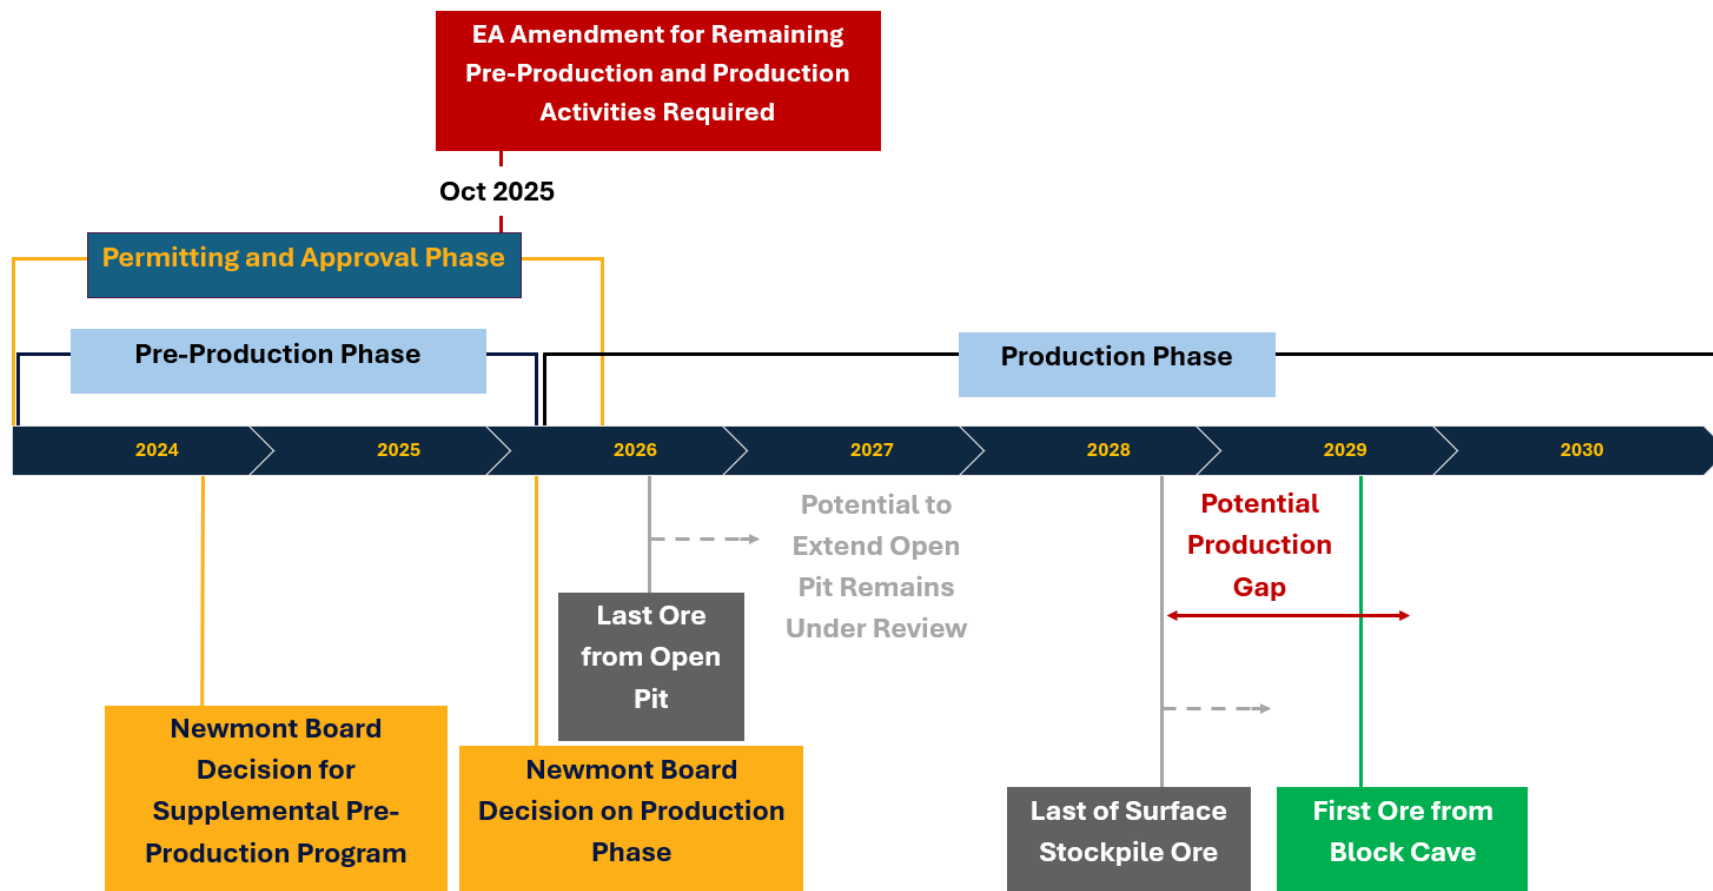 EA Amendment for Remaining
Pre-Production and Production
Activities Required
Oct 2025
Permitting and Approval Phase
Pre-Production Phase
Production Phase
2024
2025
2026
2027
2028
2029
2030
Potential to
Extend Open
Pit Remains
Under Review
Potential
Production
Gap
Last Ore
from Open
Pit
Newmont Board
Decision for
Supplemental Pre-
Production Program
Newmont Board
Decision on Production
Phase
Last of Surface
Stockpile Ore
First Ore from
Block Cave